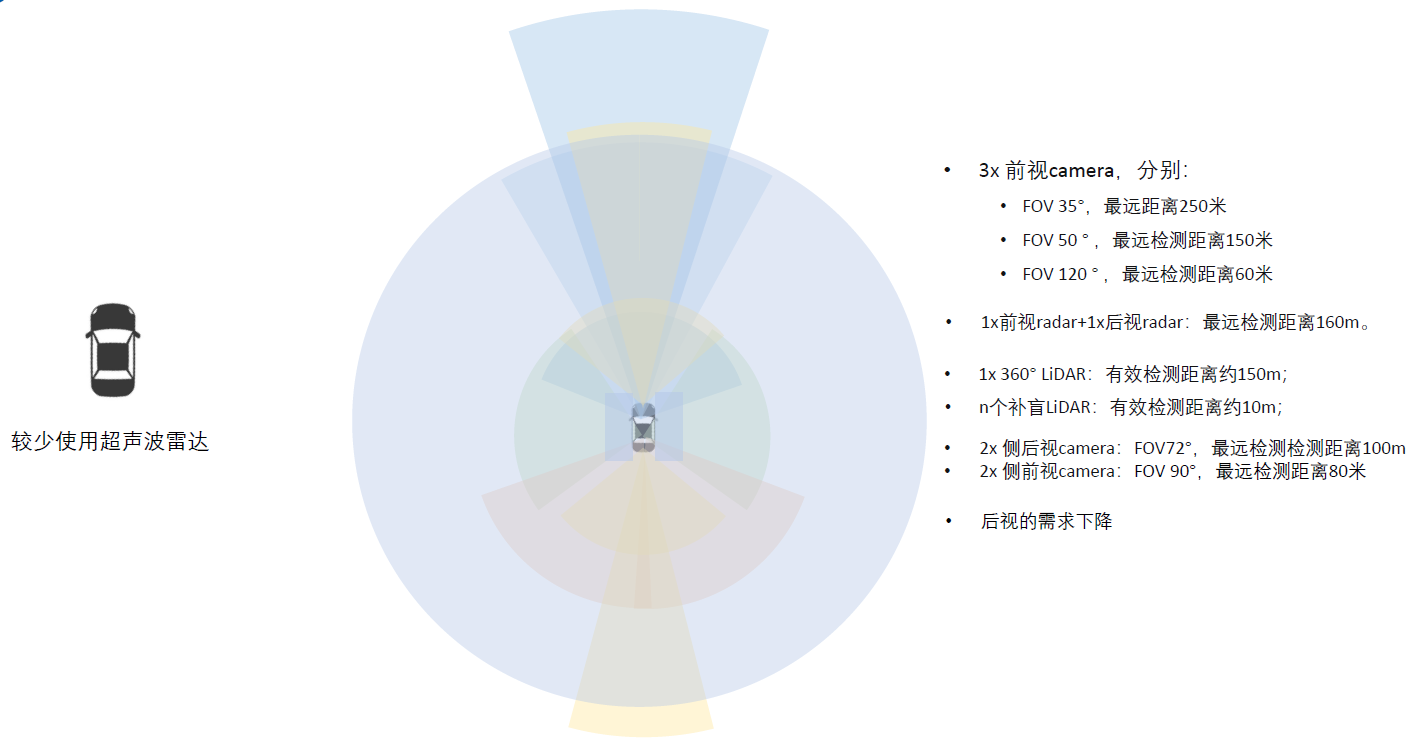 3x 前视camera，分别：
FOV 35°，最远距离250米
FOV 50 ° ，最远检测距离150米
FOV 120 ° ，最远检测距离60米
1x前视radar+1x后视radar：最远检测距离160m。
1x 360° LiDAR：有效检测距离约150m；
n个补盲LiDAR：有效检测距离约10m；
较少使用超声波雷达
2x 侧后视camera：FOV72°，最远检测检测距离100m
2x 侧前视camera：FOV 90°，最远检测距离80米
后视的需求下降